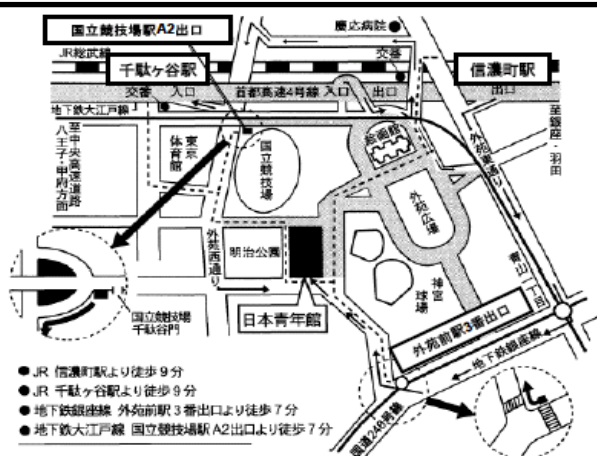 国立競技場駅A2出口
慶応病院
JR総武線
交番
千駄ヶ谷駅
信濃町駅
交番 入口
首都高速4号線 入口
出口
出口
地下鉄大江戸線
至中央高速道路
八王子・甲府方面
東京
体育館
国立競技場
絵画館
外苑東通り
至銀座・羽田
外苑広場
外苑西通り
明治公園
神宮
球場
青山一丁目
国立競技場
千駄谷門
日本青年館
外苑前駅3番出口
地下鉄銀座線
国道246号線
●JR 信濃町駅より徒歩9分
●JR 千駄ヶ谷駅より徒歩9分
●地下鉄銀座線 外苑前駅3番出口より徒歩7分
●地下鉄大江戸線 国立競技場駅A2出口より徒歩7分